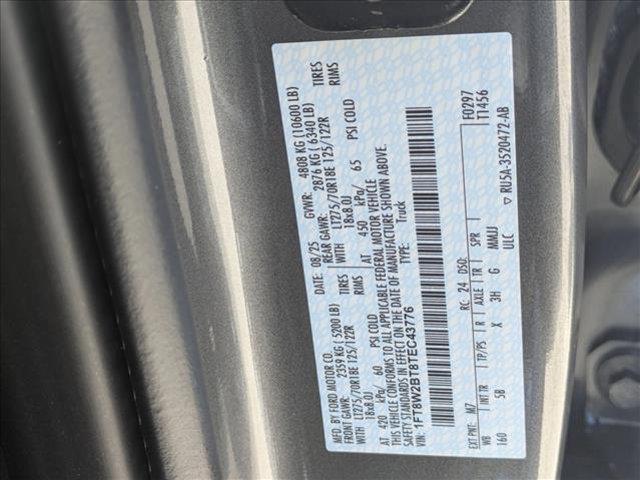 MFD. BY FORD MOTOR CO. DATE: 08/25 GVWR: 4808 KG (10600 LB)
FRONT GAWR: 2359 KG (5200 LB) REAR GAWR: 2876 KG (6340 LB)
LT275/70R18E 125/122R TIRES WITH LT275/70R18E 125/122R TIRES
18x8.0J RIMS 18x8.0J RIMS
AT 420 kPa/ 60 PSI COLD AT 450 kPa/ 65 PSI COLD
THIS VEHICLE CONFORMS TO ALL APPLICABLE FEDERAL MOTOR VEHICLE
SAFETY STANDARDS IN EFFECT ON THE DATE OF MANUFACTURE SHOWN ABOVE.
VIN: 1FT8W2BT8TEC43776 TYPE: Truck
F0297
EXT PNT: M7 RC: 24 DSO: T1456
WB INT TR TP/PS R AXLE TR SPR
160 5B X 3H G MMUJ
ULC ▽ RU5A-3520472-AB